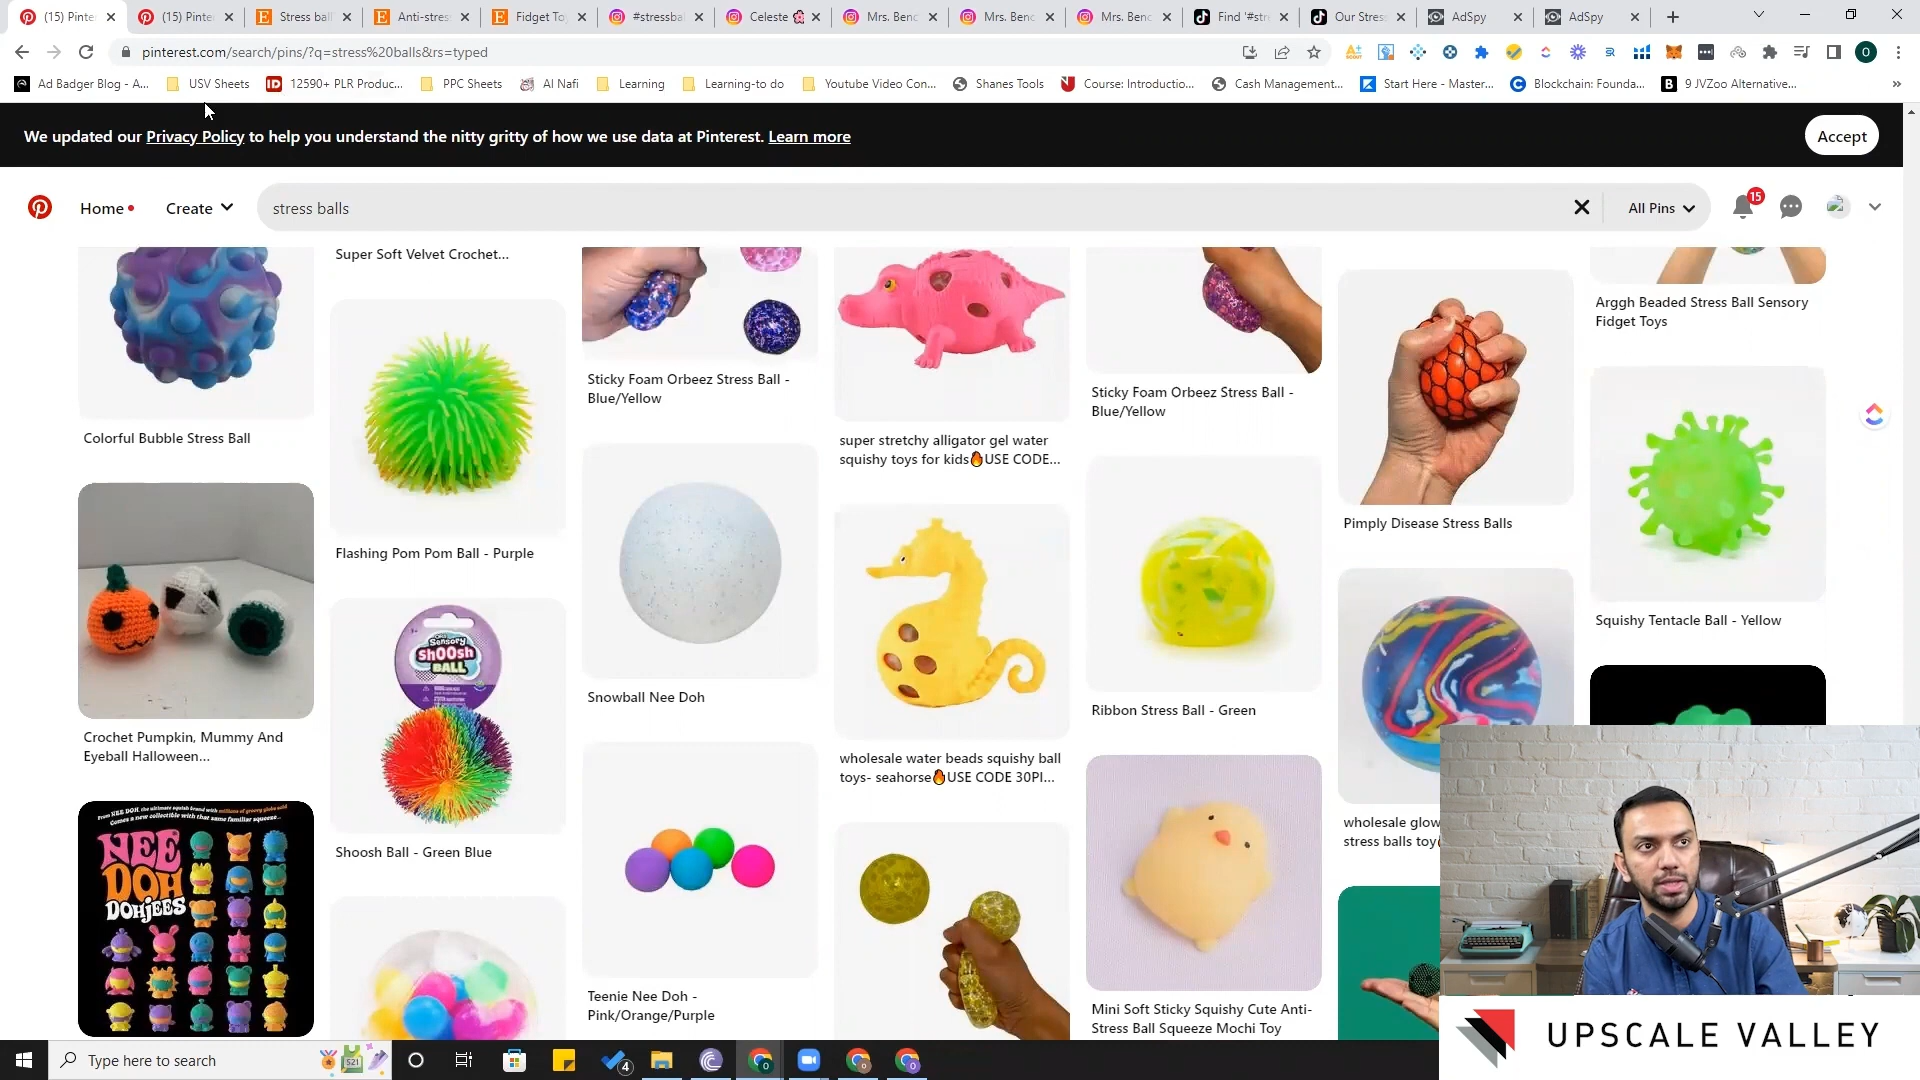 (15) Pinte
(15) Pinte
Stress ball
Anti-stres
Fidget To
#stressba
Celeste
Mrs. Benc
Mrs. Benc
Mrs. Benc
Find '#str
Our Stres
AdSpy
AdSpy
pinterest.com/search/pins/?q=stress%20balls&rs=typed
Ad Badger Blog - A...
USV Sheets
12590+ PLR Produc...
PPC Sheets
Al Nafi
Learning
Learning-to do
Youtube Video Con...
Shanes Tools
Course: Introductio...
Cash Management...
Start Here - Master...
Blockchain: Founda...
9 JVZoo Alternative...
We updated our Privacy Policy to help you understand the nitty gritty of how we use data at Pinterest. Learn more
Accept
Home
Create
stress balls
All Pins
15
Colorful Bubble Stress Ball
Crochet Pumpkin, Mummy And
Eyeball Halloween...
NEE
DOH
DOHJEES
Super Soft Velvet Crochet...
Flashing Pom Pom Ball - Purple
Sensory
shOOsh
BALL
Shoosh Ball - Green Blue
Sticky Foam Orbeez Stress Ball -
Blue/Yellow
Snowball Nee Doh
Teenie Nee Doh -
Pink/Orange/Purple
super stretchy alligator gel water
squishy toys for kids🔥USE CODE...
wholesale water beads squishy ball
toys- seahorse🔥USE CODE 30PI...
Sticky Foam Orbeez Stress Ball -
Blue/Yellow
Ribbon Stress Ball - Green
Mini Soft Sticky Squishy Cute Anti-
Stress Ball Squeeze Mochi Toy
Pimply Disease Stress Balls
wholesale glow
stress balls toy
Arggh Beaded Stress Ball Sensory
Fidget Toys
Squishy Tentacle Ball - Yellow
UPSCALE VALLEY
Type here to search
4